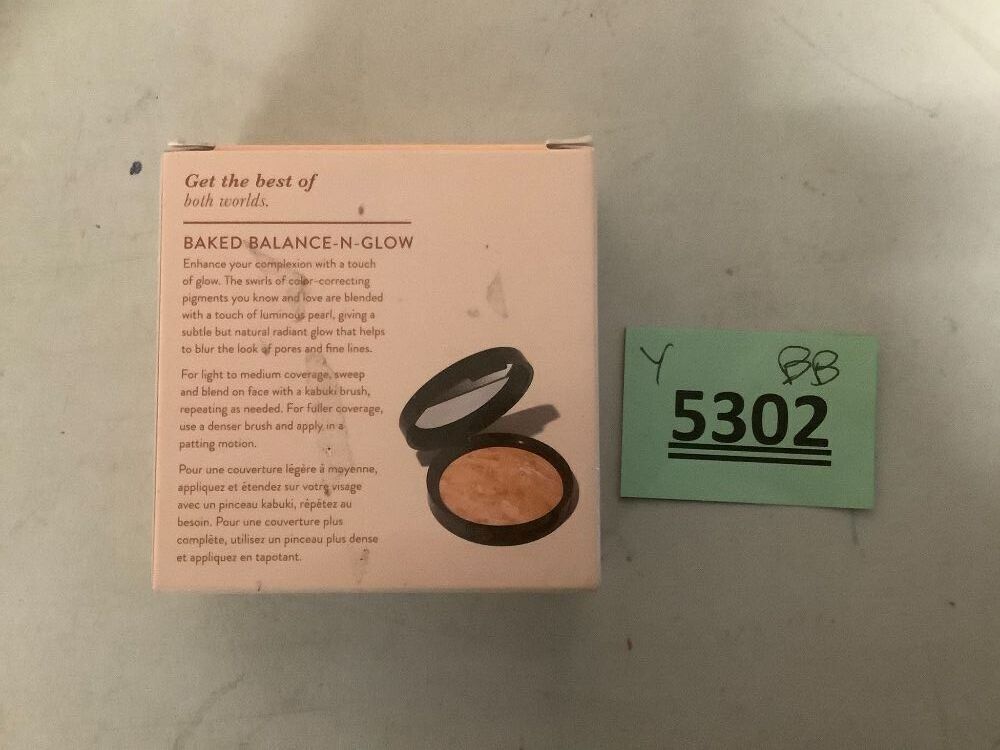 Get the best of
both worlds.
BAKED BALANCE-N-GLOW
Enhance your complexion with a touch
of glow. The swirls of color-correcting
pigments you know and love are blended
with a touch of luminous pearl, giving a
subtle but natural radiant glow that helps
to blur the look of pores and fine lines.
For light to medium coverage, sweep
and blend on face with a kabuki brush,
repeating as needed. For fuller coverage,
use a denser brush and apply in a
patting motion.
Pour une couverture légère à moyenne,
appliquez et étendez sur votre visage
avec un pinceau kabuki, répétez au
besoin. Pour une couverture plus
complète, utilisez un pinceau plus dense
et appliquez en tapotant.
Y BB
5302